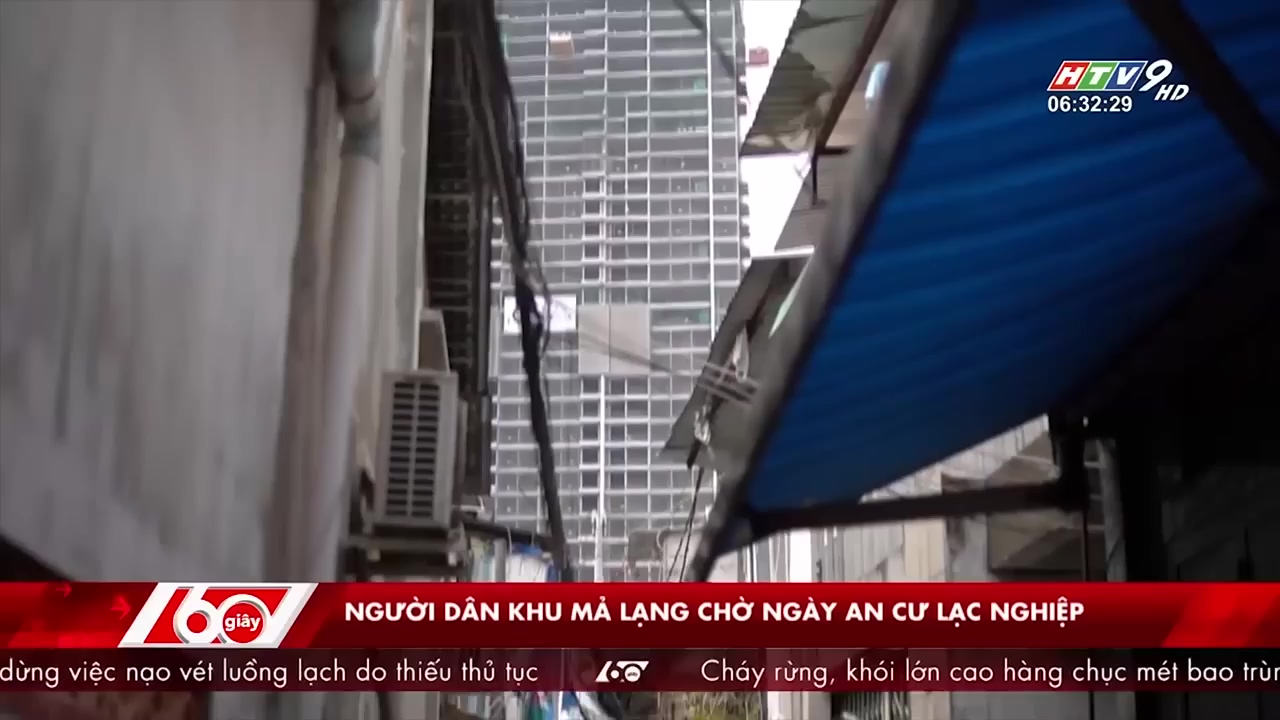 HTV9 HD
06:32:29
60 giây
NGƯỜI DÂN KHU MẢ LẠNG CHỜ NGÀY AN CƯ LẠC NGHIỆP
dừng việc nạo vét luồng lạch do thiếu thủ tục 60 giây Cháy rừng, khói lớn cao hàng chục mét bao trùm